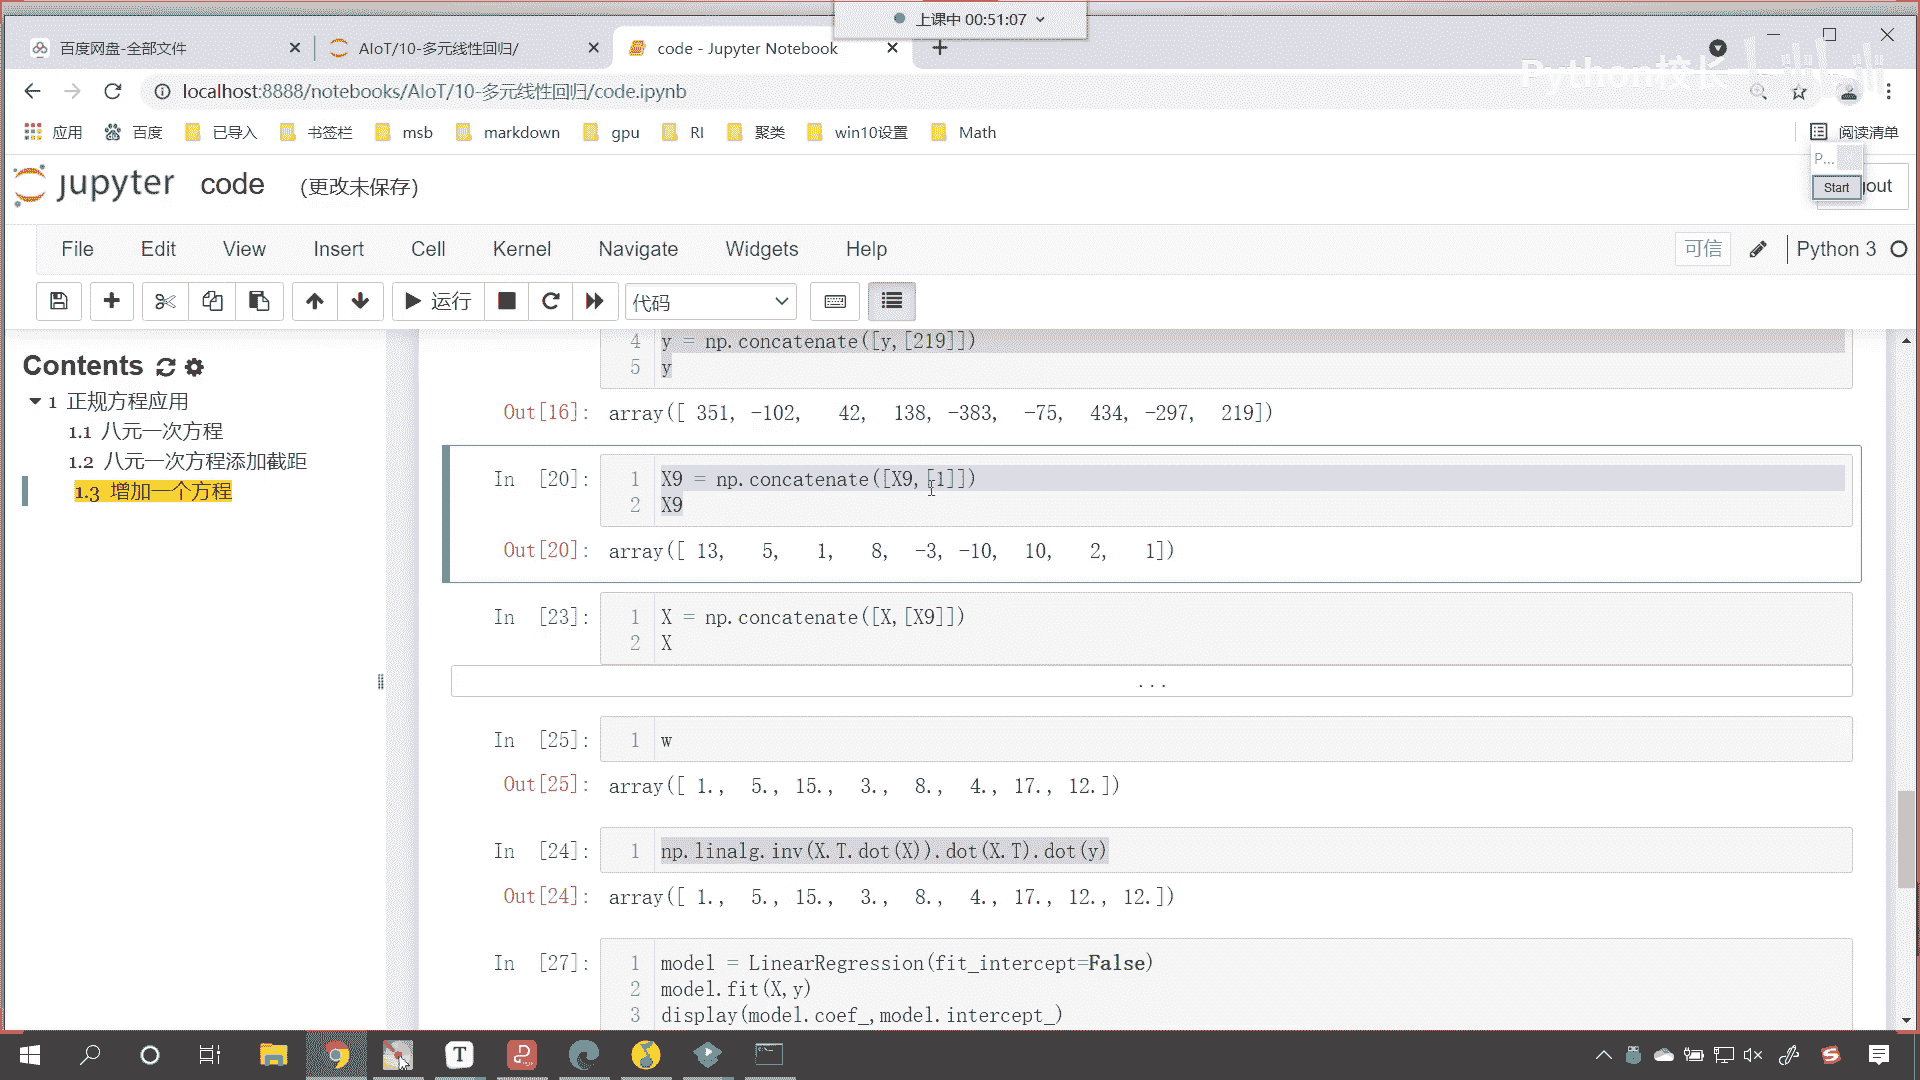 上课中 00:51:07
百度网盘-全部文件
AIoT/10-多元线性回归/
code - Jupyter Notebook
Python校长
localhost:8888/notebooks/AIoT/10-多元线性回归/code.ipynb
应用 百度 已导入 书签栏 msb markdown gpu RI 聚类 win10设置 Math 阅读清单
P...
Start
jupyter code (更改未保存)
out
File Edit View Insert Cell Kernel Navigate Widgets Help 可信 Python 3
运行 代码
Contents
1 正规方程应用
1.1 八元一次方程
1.2 八元一次方程添加截距
1.3 增加一个方程
4 y = np.concatenate([y,[219]])
5 y
Out[16]: array([ 351, -102, 42, 138, -383, -75, 434, -297, 219])
In [20]: 1 X9 = np.concatenate([X9,[1]])
2 X9
Out[20]: array([ 13, 5, 1, 8, -3, -10, 10, 2, 1])
In [23]: 1 X = np.concatenate([X,[X9]])
2 X
...
In [25]: 1 w
Out[25]: array([ 1., 5., 15., 3., 8., 4., 17., 12.])
In [24]: 1 np.linalg.inv(X.T.dot(X)).dot(X.T).dot(y)
Out[24]: array([ 1., 5., 15., 3., 8., 4., 17., 12., 12.])
In [27]: 1 model = LinearRegression(fit_intercept=False)
2 model.fit(X,y)
3 display(model.coef_,model.intercept_)